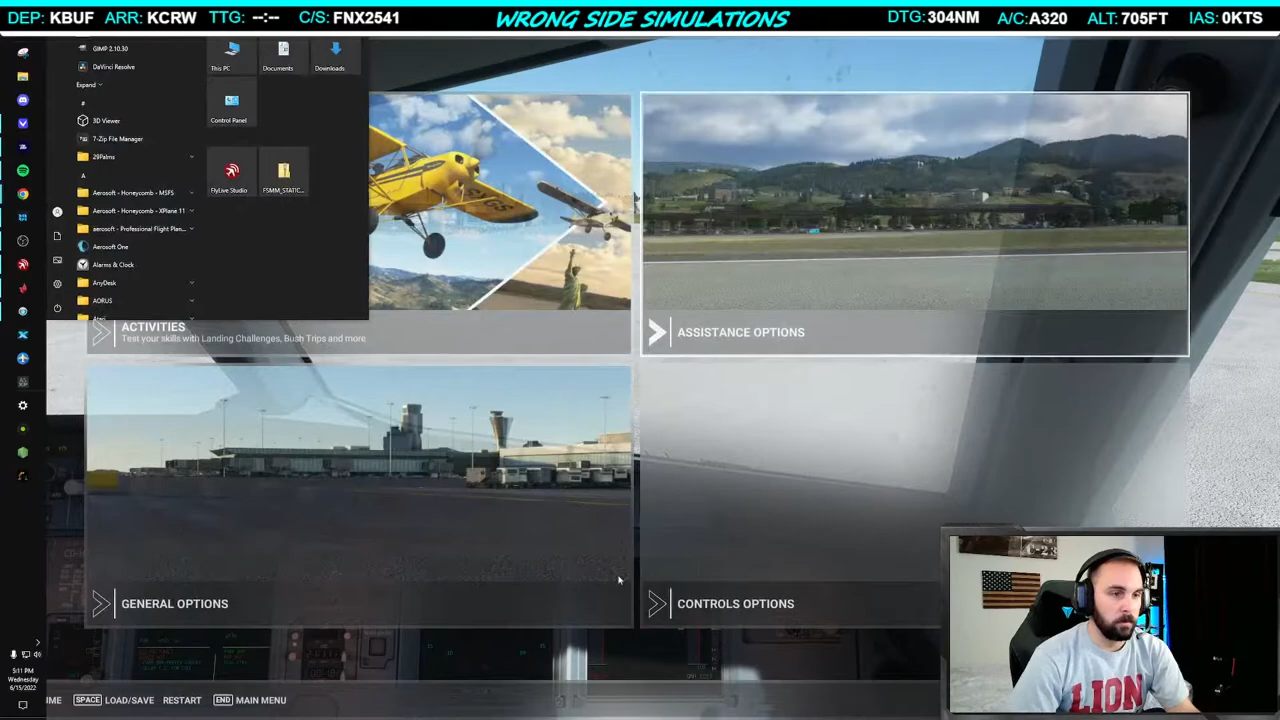 DEP: KBUF ARR: KCRW TTG: --:-- C/S: FNX2541 WRONG SIDE SIMULATIONS DTG: 304NM A/C: A320 ALT: 705FT IAS: 0KTS
GIMP 2.10.30
DaVinci Resolve
Expand
#
3D Viewer
7-Zip File Manager
29Palms
A
Aerosoft - Honeycomb - MSFS
Aerosoft - Honeycomb - XPlane 11
aerosoft - Professional Flight Plan...
Aerosoft One
Alarms & Clock
AnyDesk
AORUS
This PC
Documents
Downloads
Control Panel
FlyLive Studio
FSMM_STATIC...
ACTIVITIES
Test your skills with Landing Challenges, Bush Trips and more.
ASSISTANCE OPTIONS
GENERAL OPTIONS
CONTROLS OPTIONS
5:11 PM
Wednesday
6/15/2022
UME SPACE LOAD/SAVE RESTART END MAIN MENU
LION